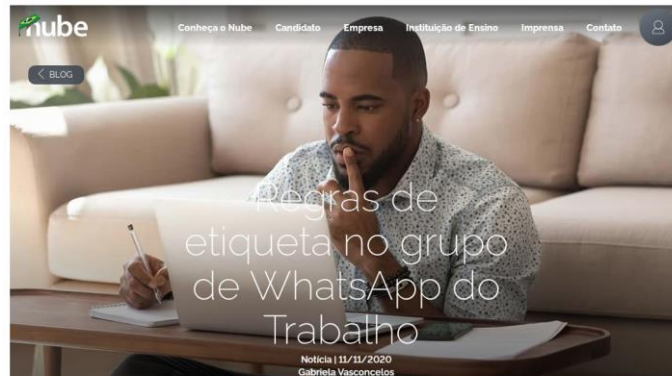 nube
Conheça o Nube Candidato Empresa Instituição de Ensino Imprensa Contato
BLOG
Regras de
etiqueta no grupo
de WhatsApp do
Trabalho
Notícia | 11/11/2020
Gabriela Vasconcelos